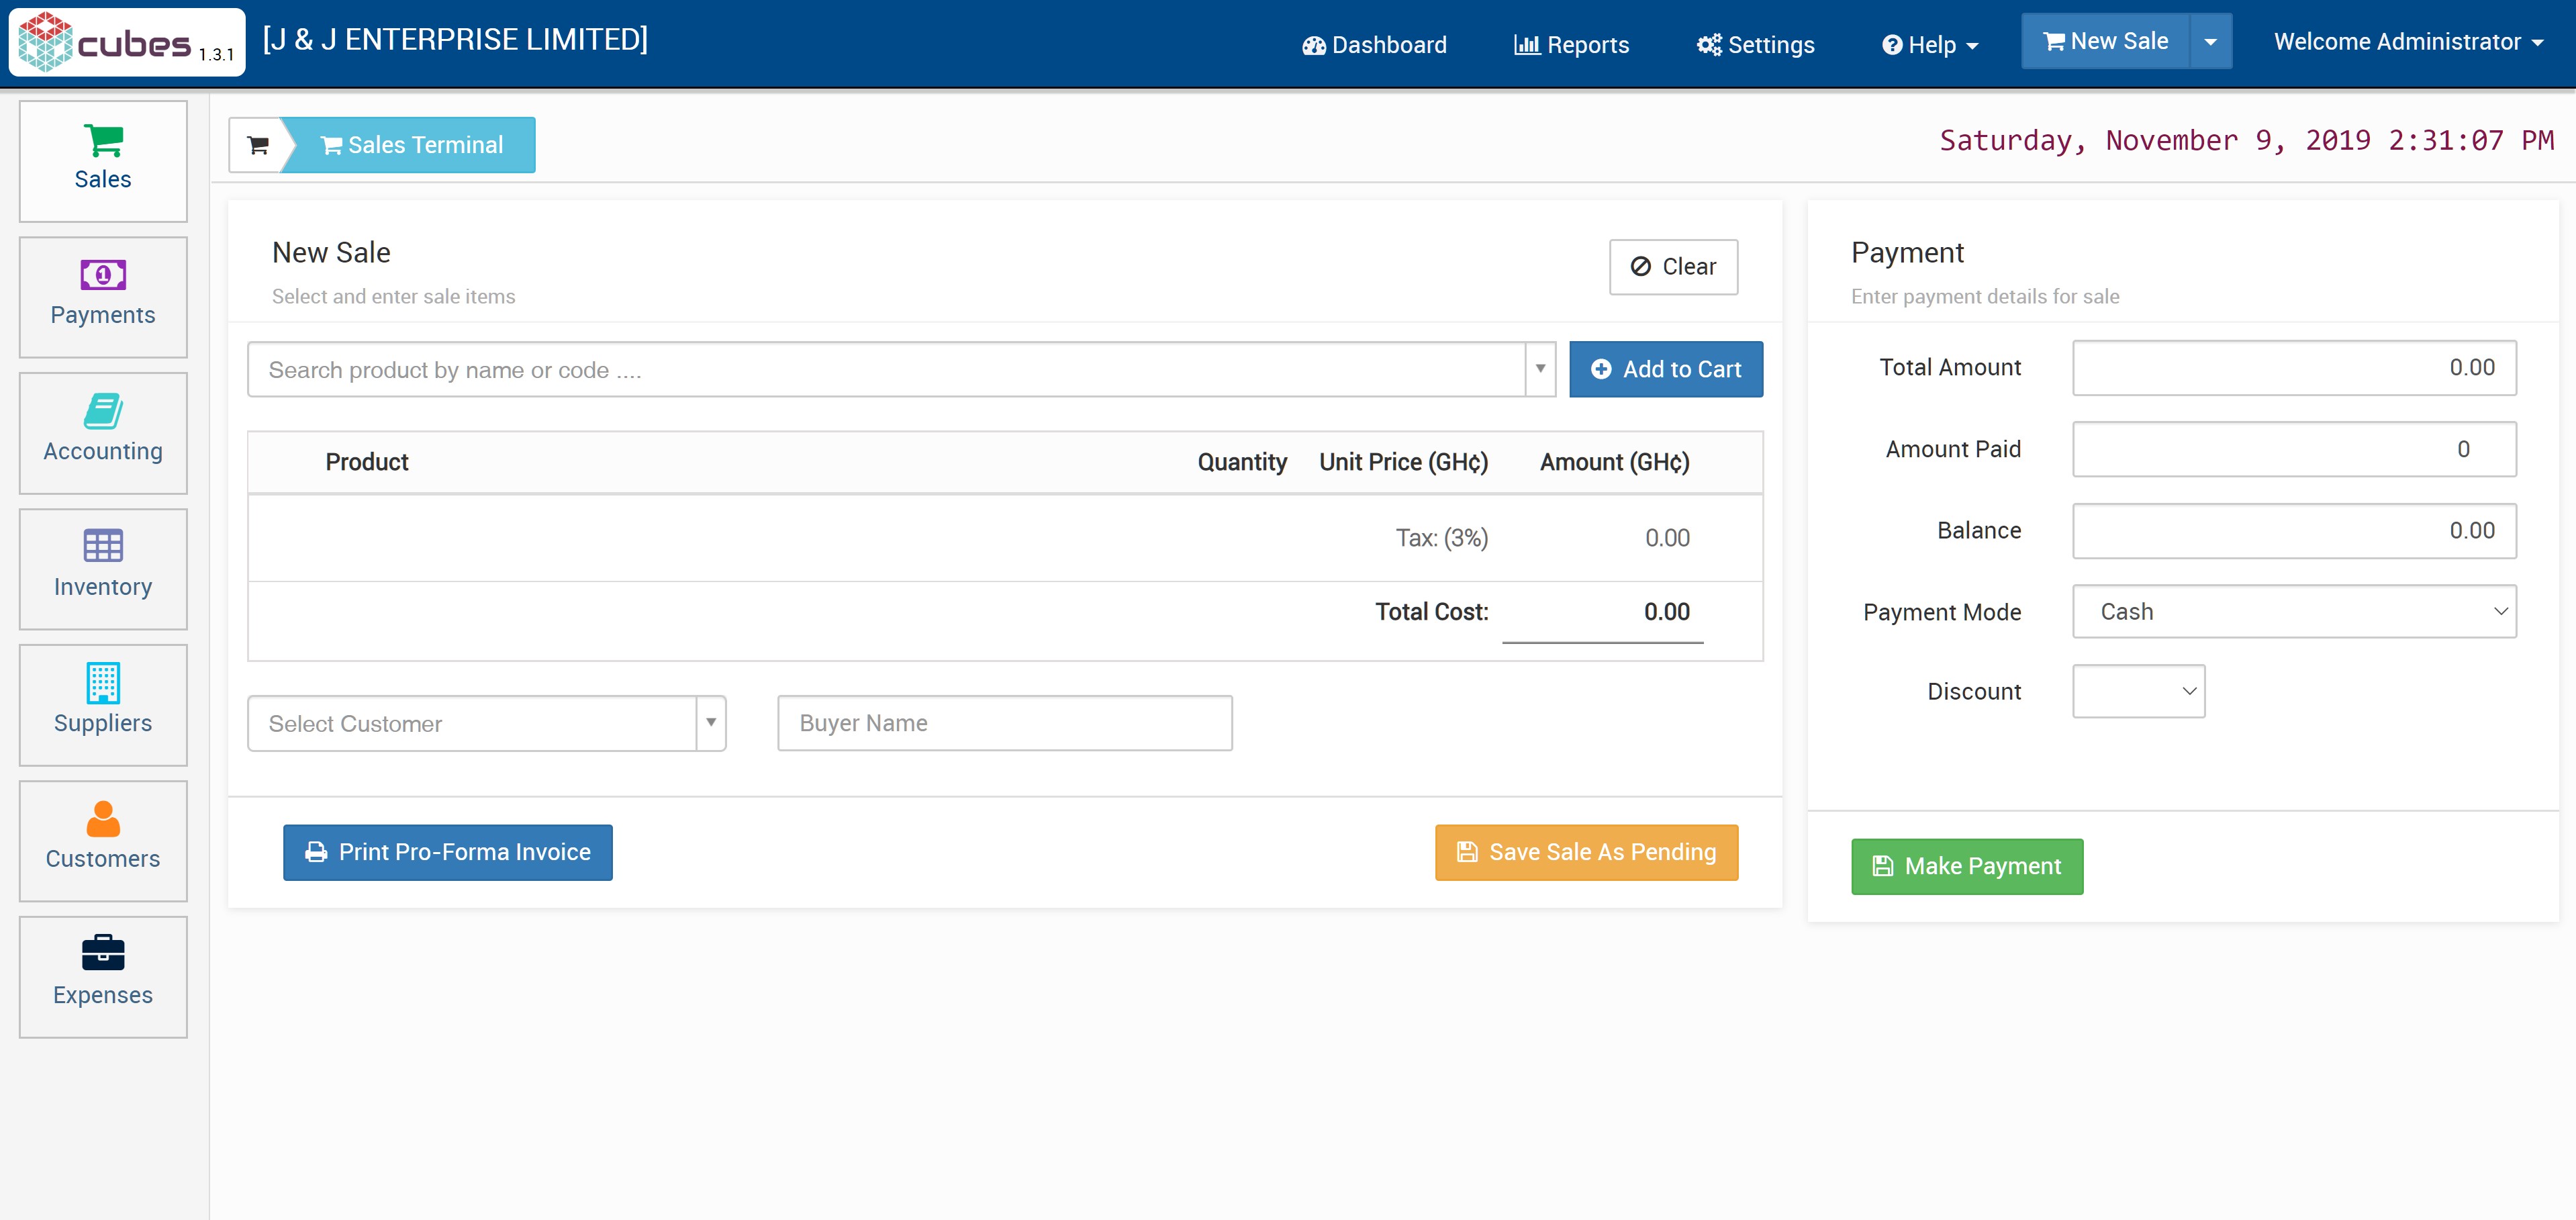 cubes 1.3.1
[J & J ENTERPRISE LIMITED]
Dashboard
Reports
Settings
Help
New Sale
Welcome Administrator
Sales
Payments
Accounting
Inventory
Suppliers
Customers
Expenses
Sales Terminal
Saturday, November 9, 2019 2:31:07 PM
New Sale
Select and enter sale items
Clear
Search product by name or code ....
Add to Cart
Product Quantity Unit Price (GH¢) Amount (GH¢)
Tax: (3%) 0.00
Total Cost: 0.00
Select Customer
Buyer Name
Print Pro-Forma Invoice
Save Sale As Pending
Payment
Enter payment details for sale
Total Amount 0.00
Amount Paid 0
Balance 0.00
Payment Mode Cash
Discount
Make Payment